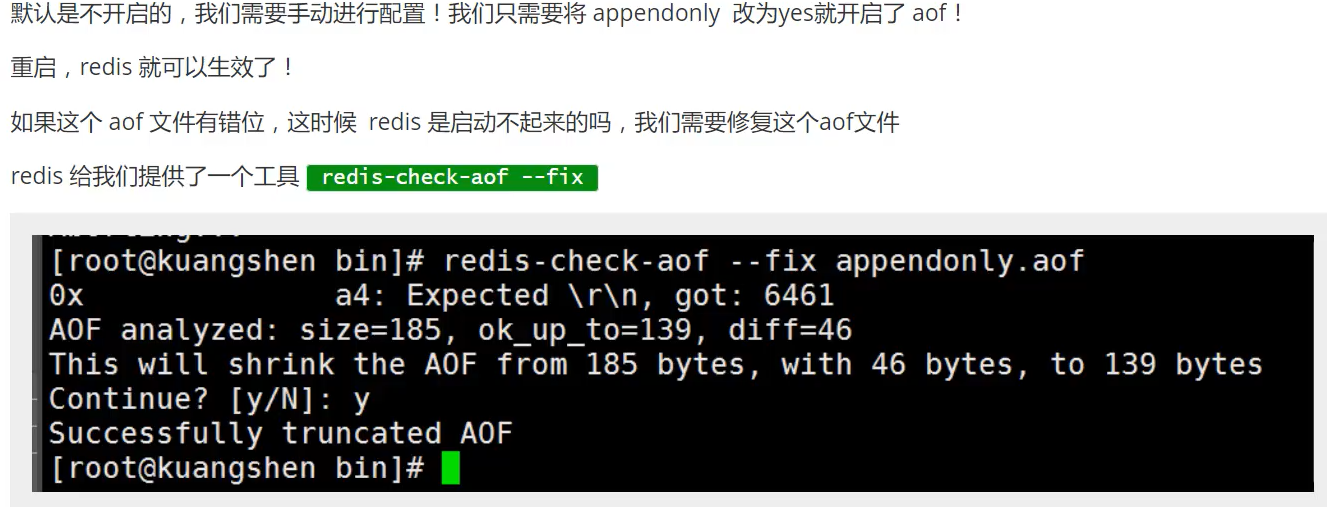 默认是不开启的，我们需要手动进行配置！我们只需要将 appendonly 改为yes就开启了 aof！
重启，redis 就可以生效了！
如果这个 aof 文件有错位，这时候 redis 是启动不起来的吗，我们需要修复这个aof文件
redis 给我们提供了一个工具 redis-check-aof --fix
[root@kuangshen bin]# redis-check-aof --fix appendonly.aof
0x              a4: Expected \r\n, got: 6461
AOF analyzed: size=185, ok_up_to=139, diff=46
This will shrink the AOF from 185 bytes, with 46 bytes, to 139 bytes
Continue? [y/N]: y
Successfully truncated AOF
[root@kuangshen bin]#